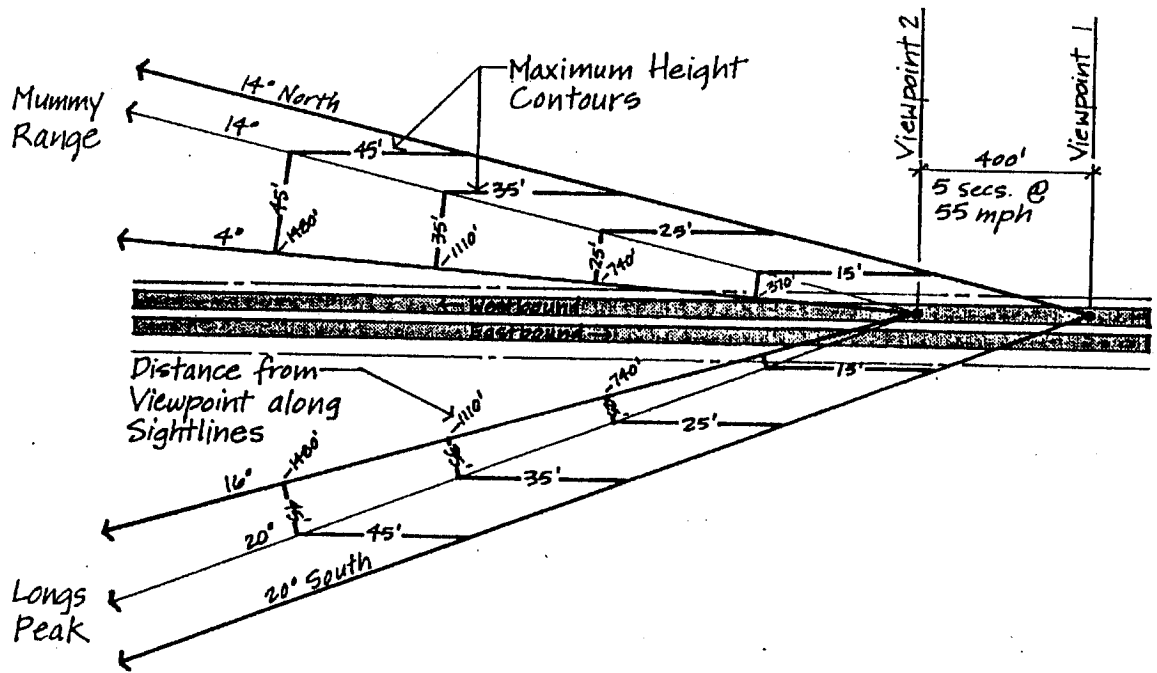 Viewpoint 2
Viewpoint 1
400'
5 secs. @
55 mph
Maximum Height
Contours
Mummy
Range
14° North
14°
4°
45'
35'
25'
15'
45'
35'
25'
-1480'
-1110'
-740'
-370'
Westbound
Eastbound →
Distance from
Viewpoint along
Sightlines
-740'
-1110'
-1480'
15'
25'
35'
45'
45'
16°
20°
20° South
Longs
Peak